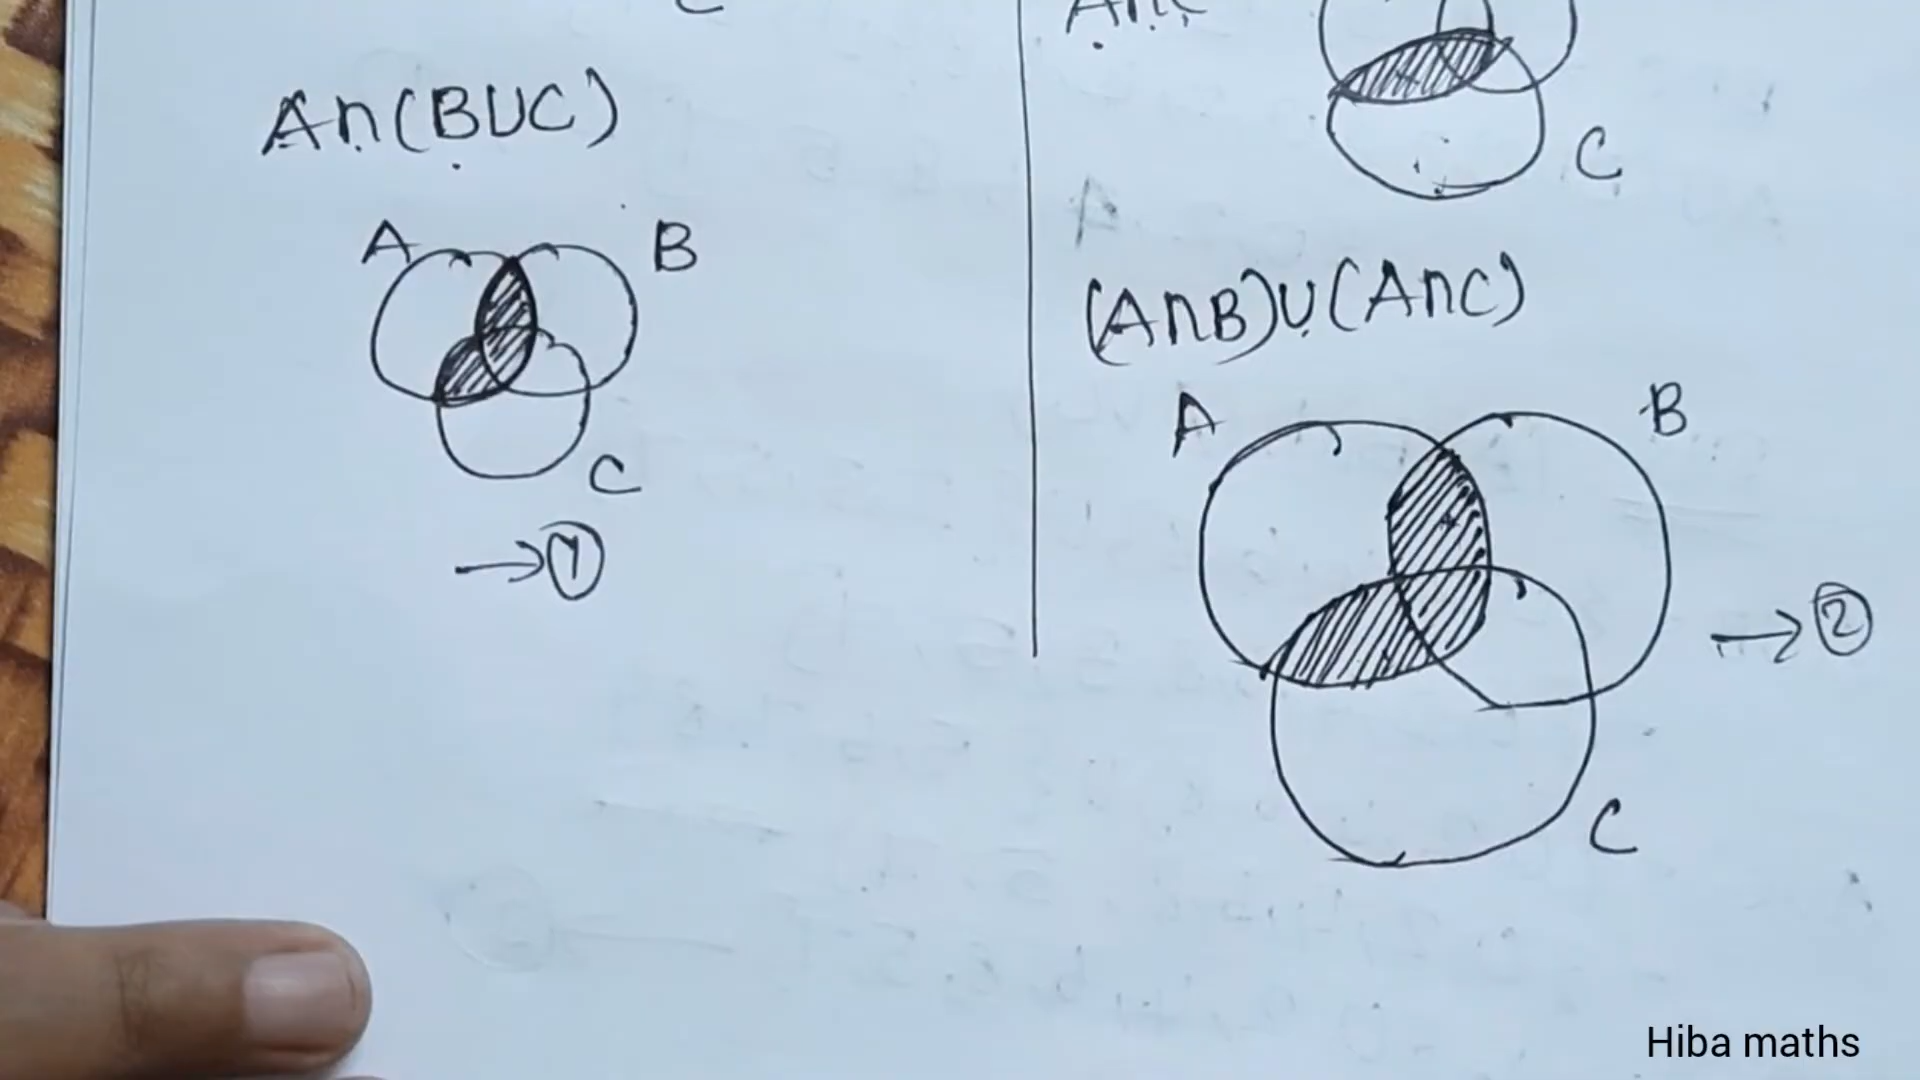 A∩(B∪C)
A B
C
→①
A∩C
C
(A∩B)∪(A∩C)
A B
→②
C
Hiba maths